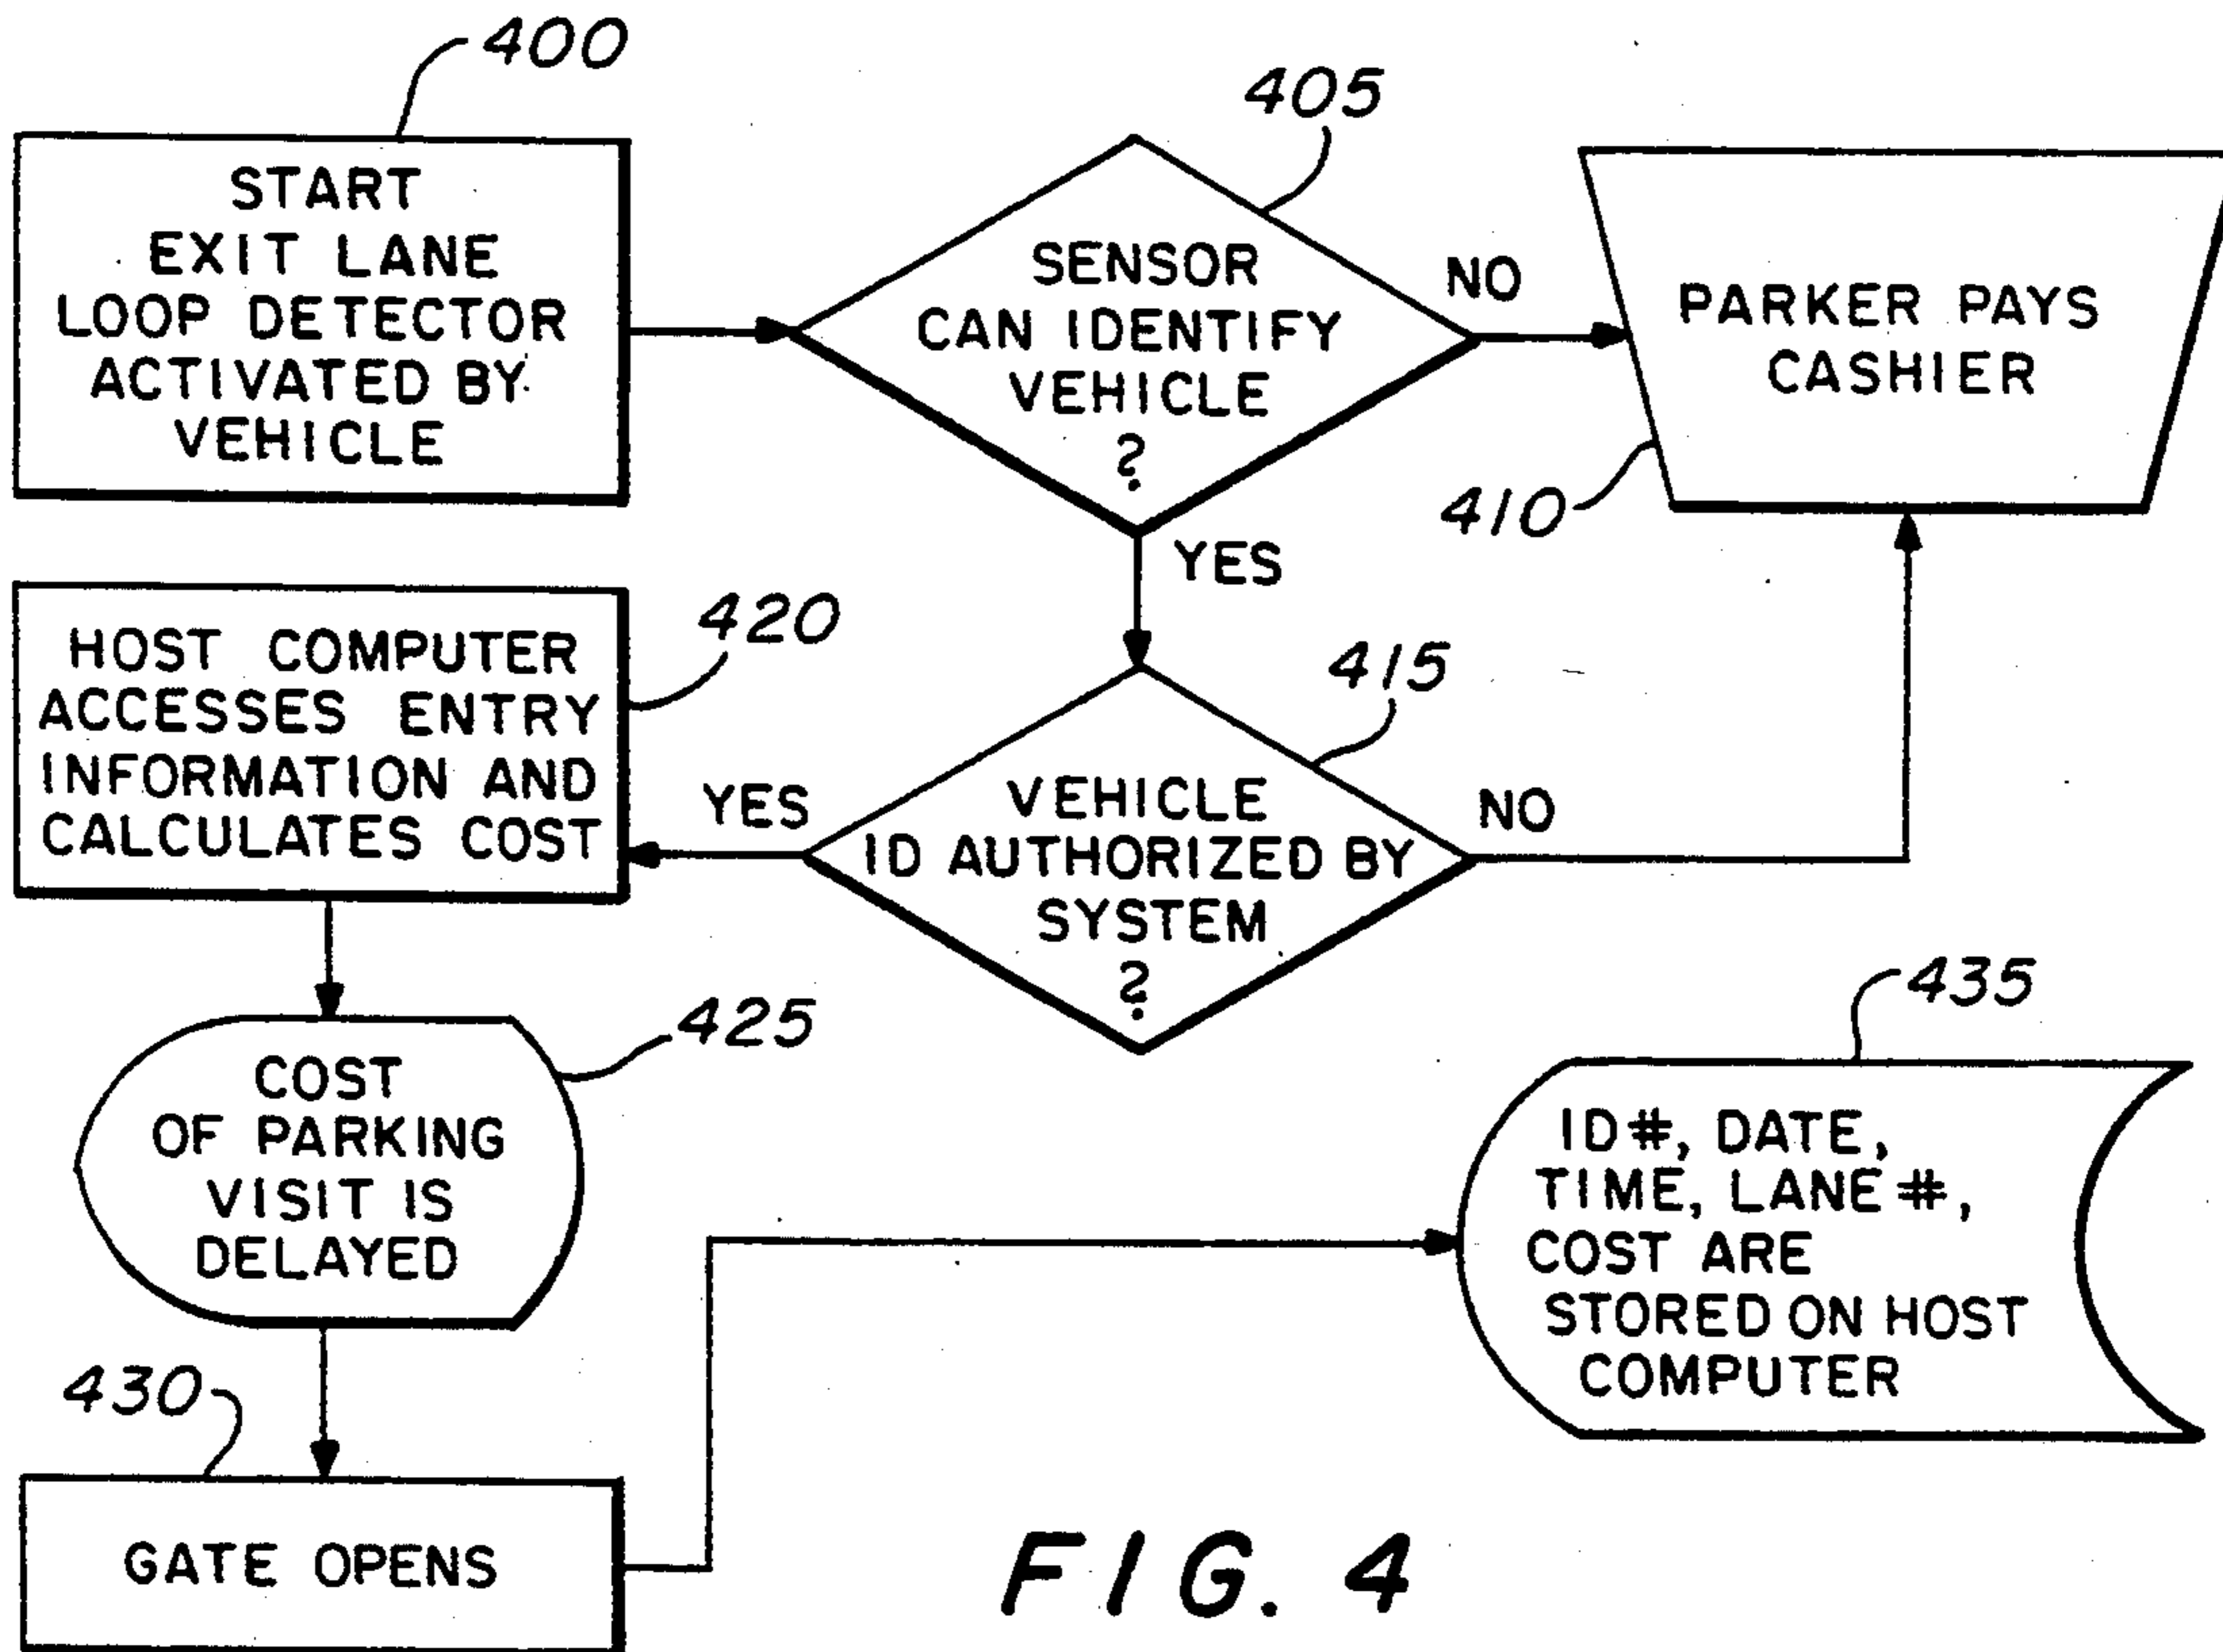 400
START
EXIT LANE
LOOP DETECTOR
ACTIVATED BY
VEHICLE
405
SENSOR
CAN IDENTIFY
VEHICLE
?
NO
YES
PARKER PAYS
CASHIER
410
HOST COMPUTER
ACCESSES ENTRY
INFORMATION AND
CALCULATES COST
420
YES
415
VEHICLE
ID AUTHORIZED BY
SYSTEM
?
NO
COST
OF PARKING
VISIT IS
DELAYED
425
435
ID#, DATE,
TIME, LANE #,
COST ARE
STORED ON HOST
COMPUTER
430
GATE OPENS
FIG. 4